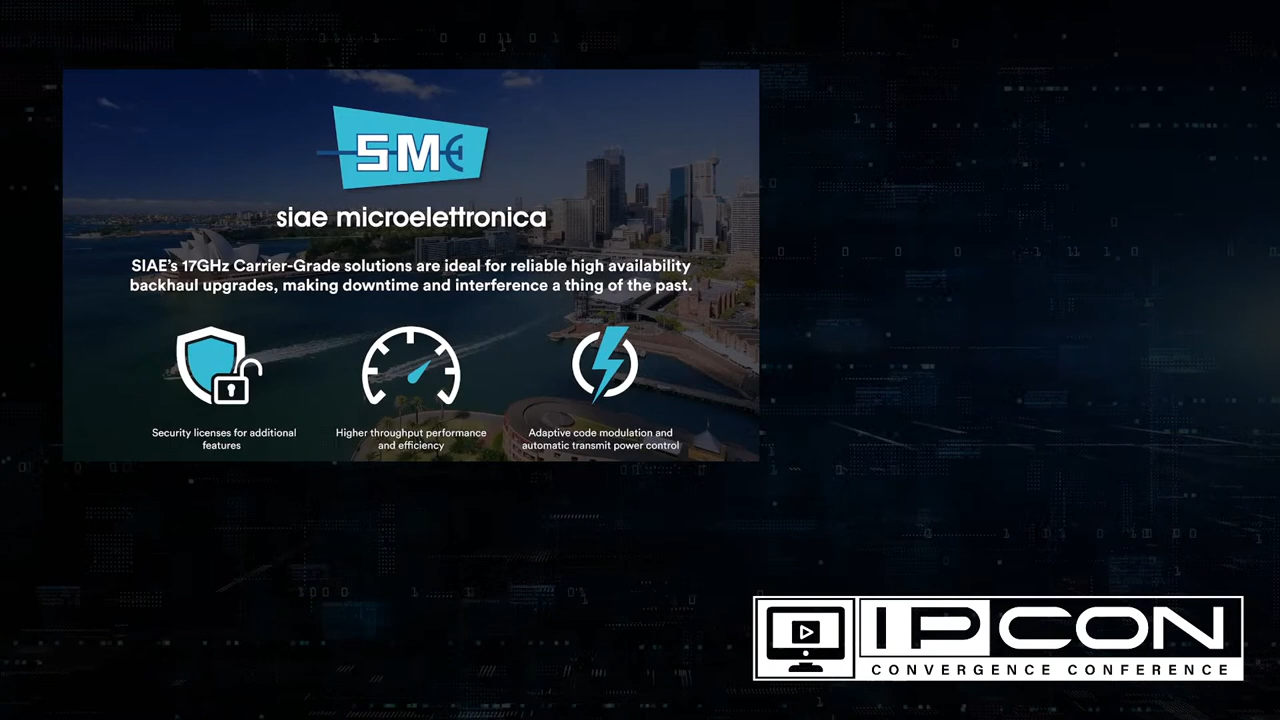 SME
siae microelettronica
SIAE's 17GHz Carrier-Grade solutions are ideal for reliable high availability
backhaul upgrades, making downtime and interference a thing of the past.
Security licenses for additional
features
Higher throughput performance
and efficiency
Adaptive code modulation and
automatic transmit power control
IPCON
CONVERGENCE CONFERENCE